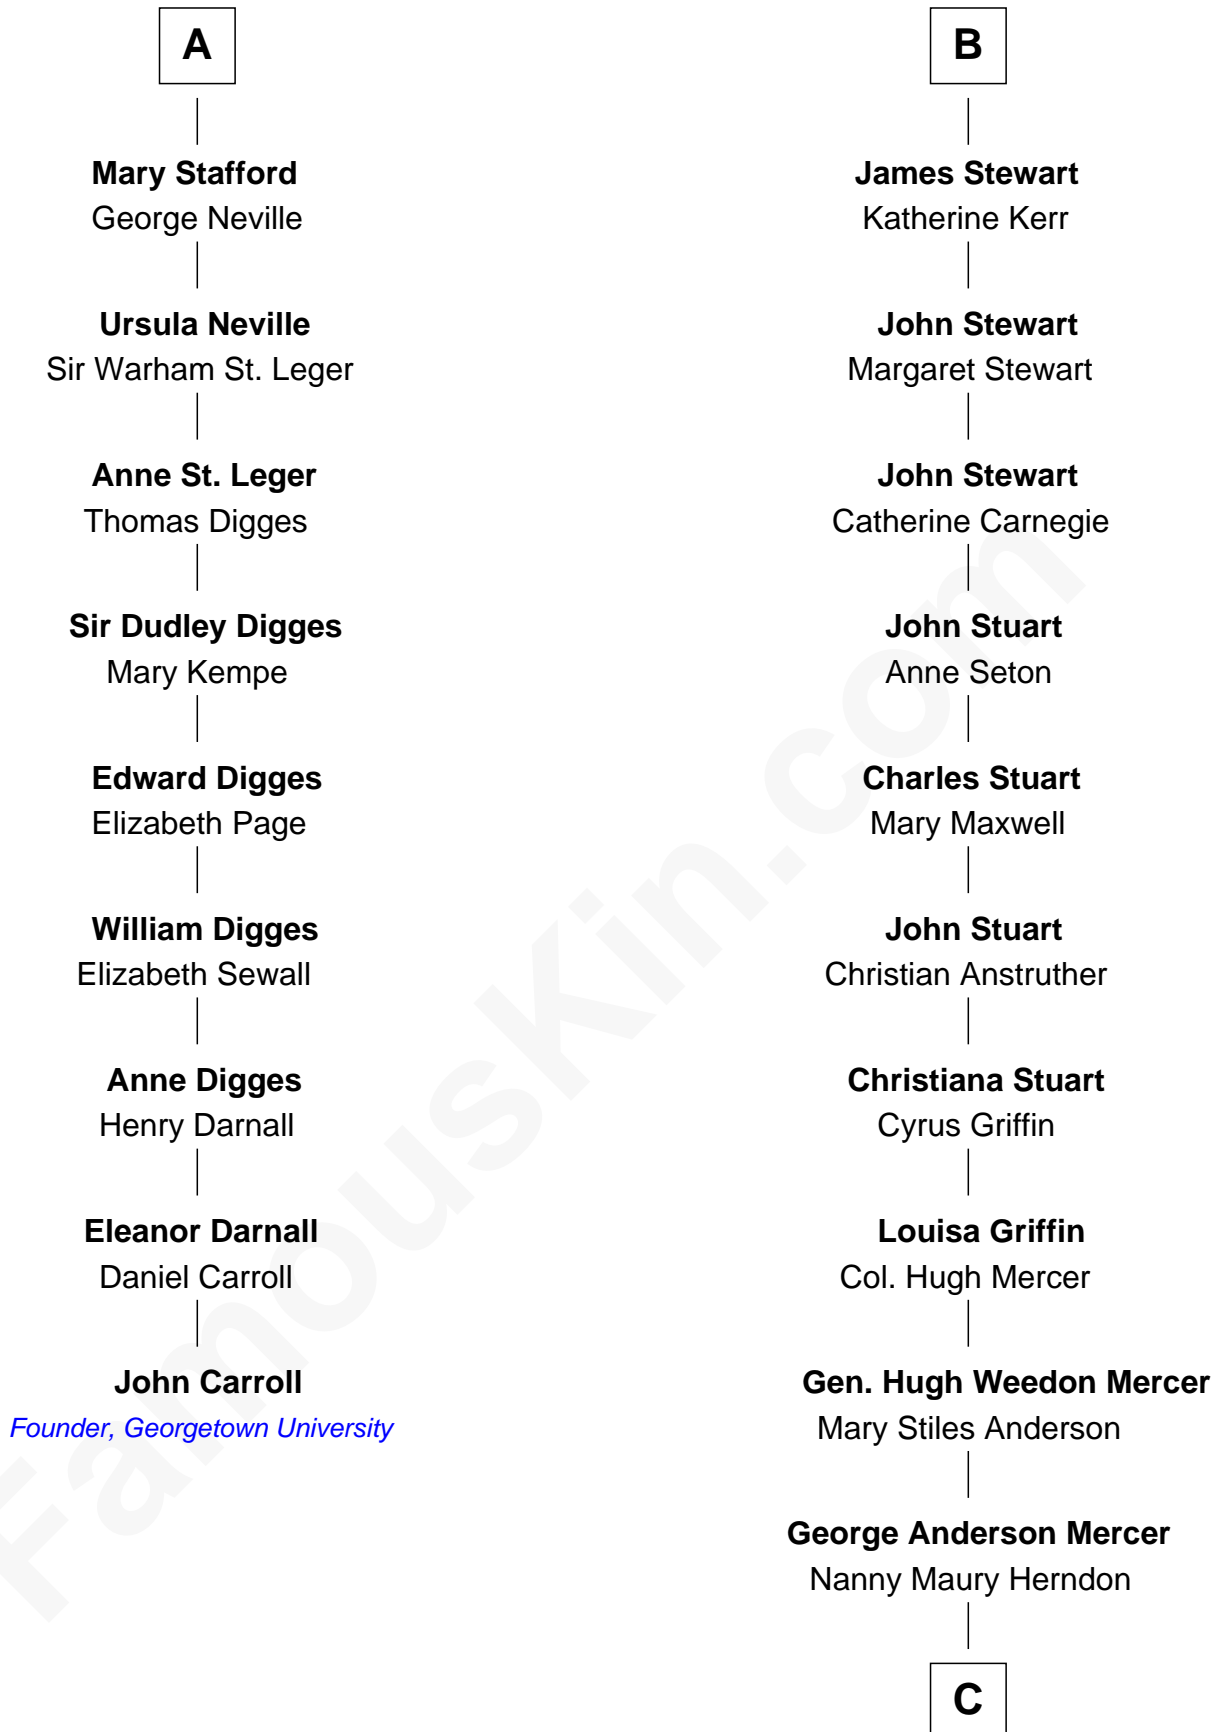 A
Mary Stafford
George Neville
Ursula Neville
Sir Warham St. Leger
Anne St. Leger
Thomas Digges
Sir Dudley Digges
Mary Kempe
Edward Digges
Elizabeth Page
William Digges
Elizabeth Sewall
Anne Digges
Henry Darnall
Eleanor Darnall
Daniel Carroll
John Carroll
Founder, Georgetown University
B
James Stewart
Katherine Kerr
John Stewart
Margaret Stewart
John Stewart
Catherine Carnegie
John Stuart
Anne Seton
Charles Stuart
Mary Maxwell
John Stuart
Christian Anstruther
Christiana Stuart
Cyrus Griffin
Louisa Griffin
Col. Hugh Mercer
Gen. Hugh Weedon Mercer
Mary Stiles Anderson
George Anderson Mercer
Nanny Maury Herndon
C
FamousKin.com